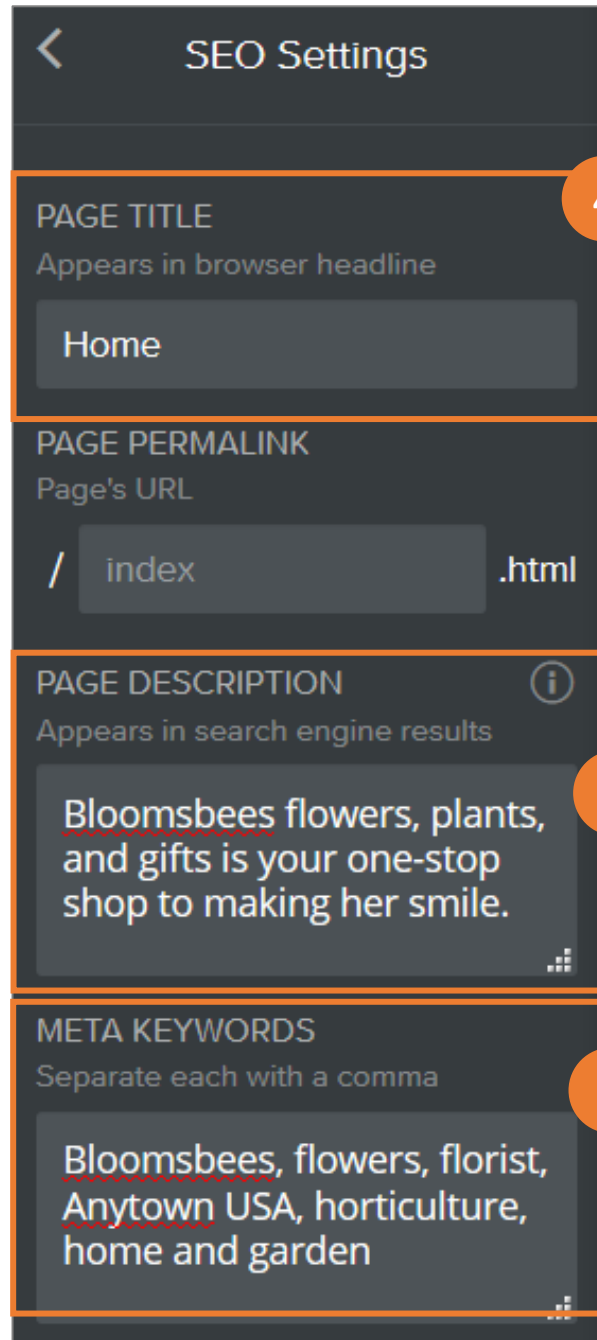 SEO Settings
PAGE TITLE
Appears in browser headline
Home
PAGE PERMALINK
Page's URL
/ index .html
PAGE DESCRIPTION
Appears in search engine results
Bloomsbees flowers, plants,
and gifts is your one-stop
shop to making her smile.
META KEYWORDS
Separate each with a comma
Bloomsbees, flowers, florist,
Anytown USA, horticulture,
home and garden